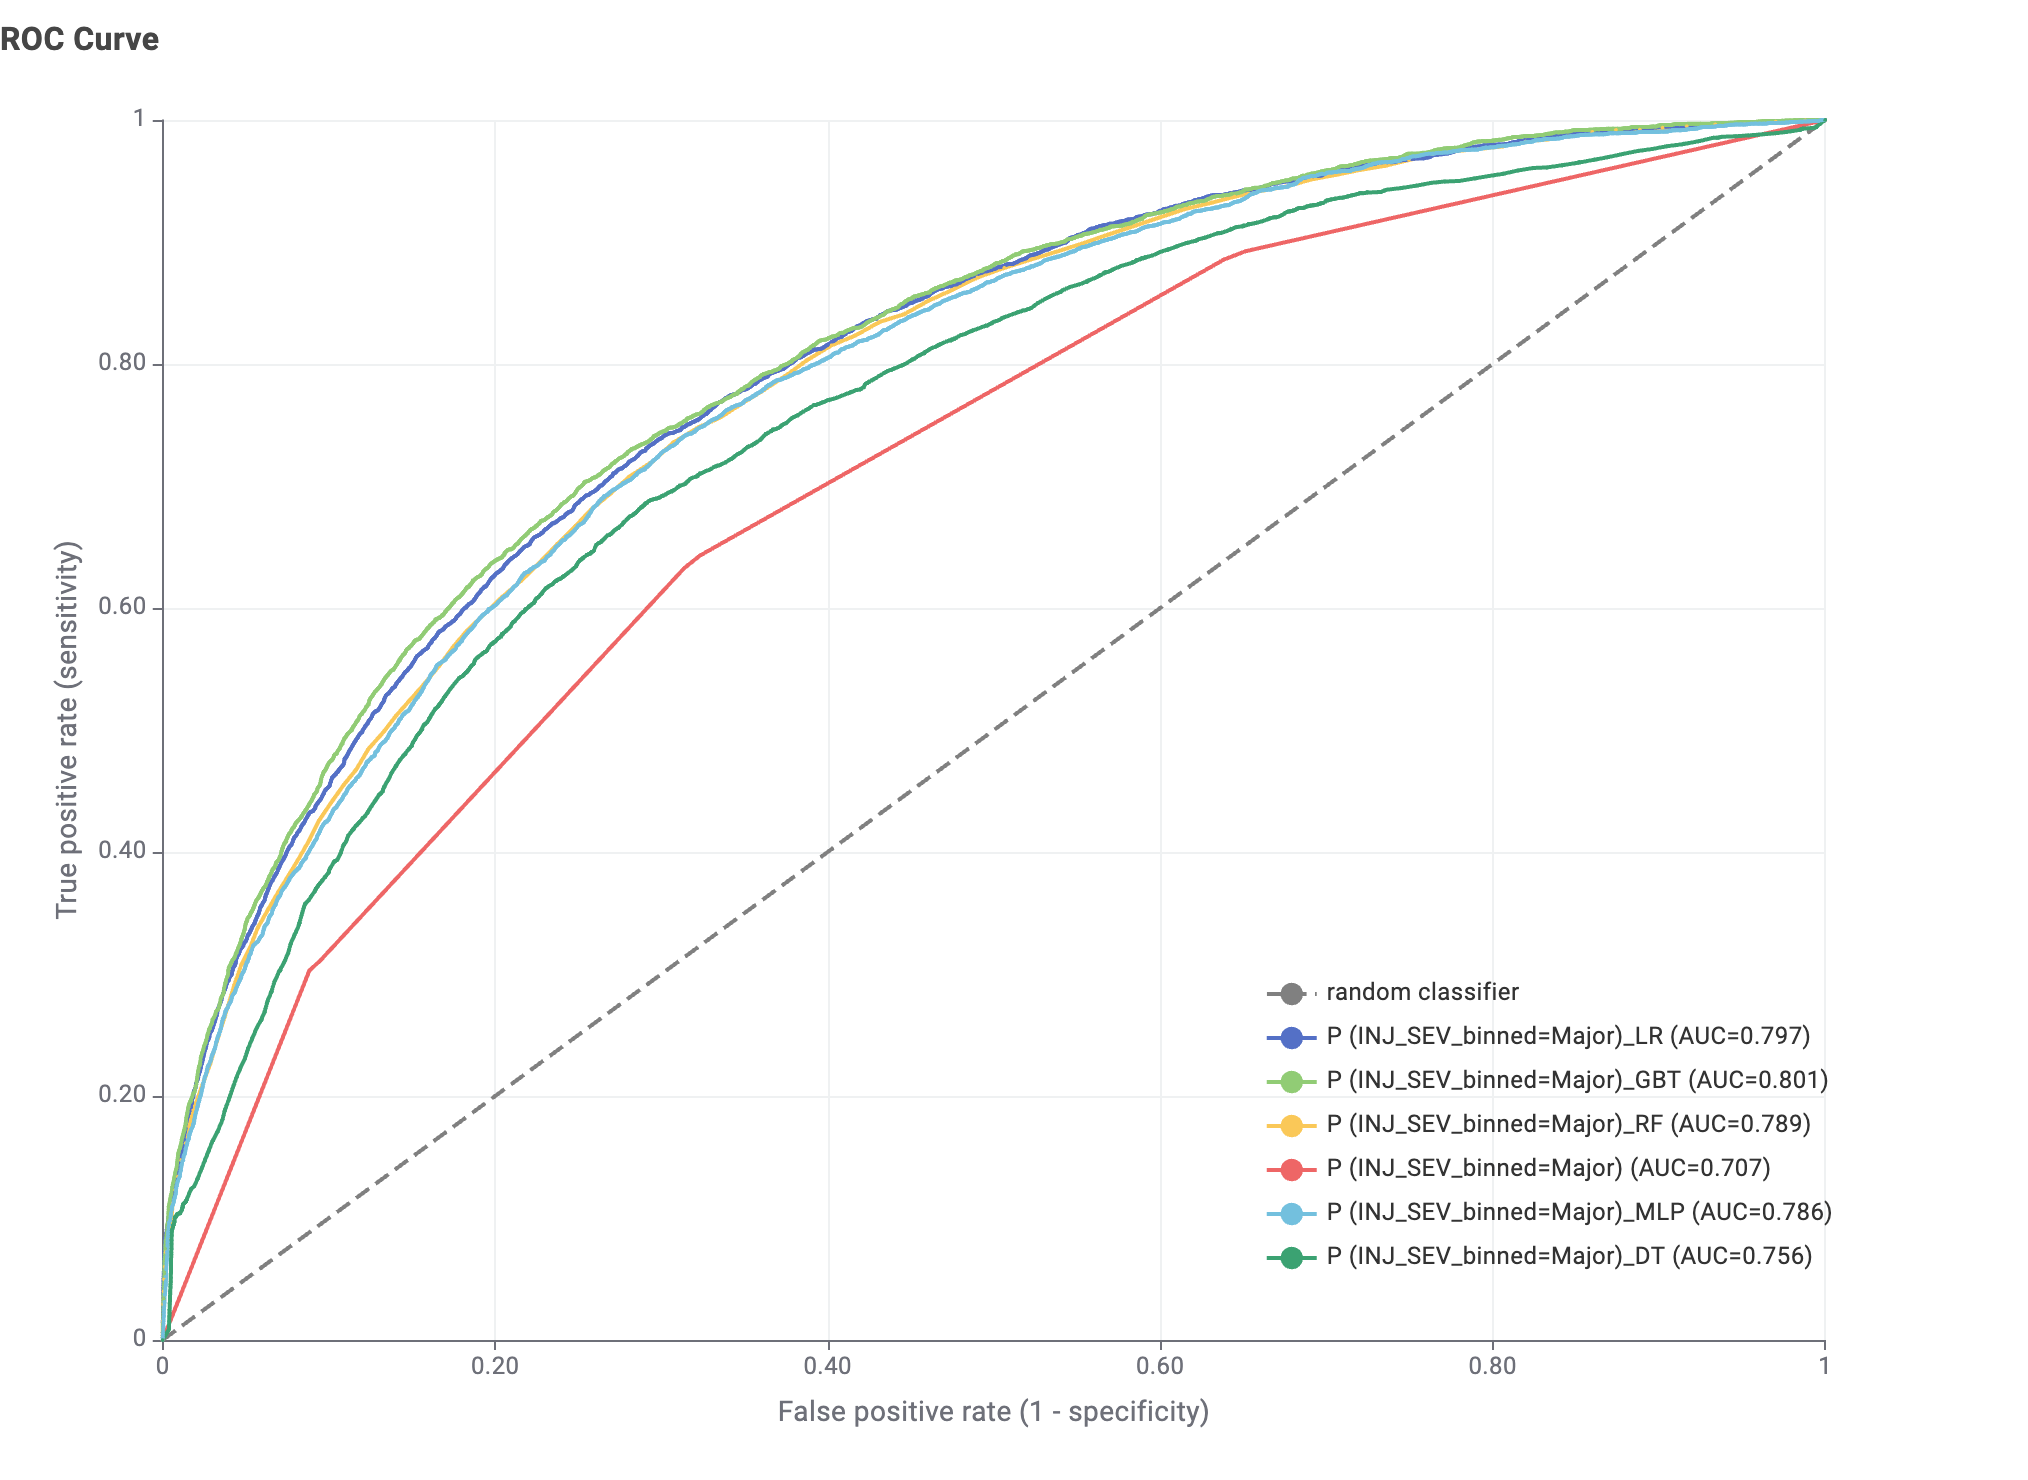 ROC Curve
1
0.80
0.60
0.40
0.20
0
True positive rate (sensitivity)
0
0.20
0.40
0.60
0.80
1
False positive rate (1 - specificity)
random classifier
P (INJ_SEV_binned=Major)_LR (AUC=0.797)
P (INJ_SEV_binned=Major)_GBT (AUC=0.801)
P (INJ_SEV_binned=Major)_RF (AUC=0.789)
P (INJ_SEV_binned=Major) (AUC=0.707)
P (INJ_SEV_binned=Major)_MLP (AUC=0.786)
P (INJ_SEV_binned=Major)_DT (AUC=0.756)